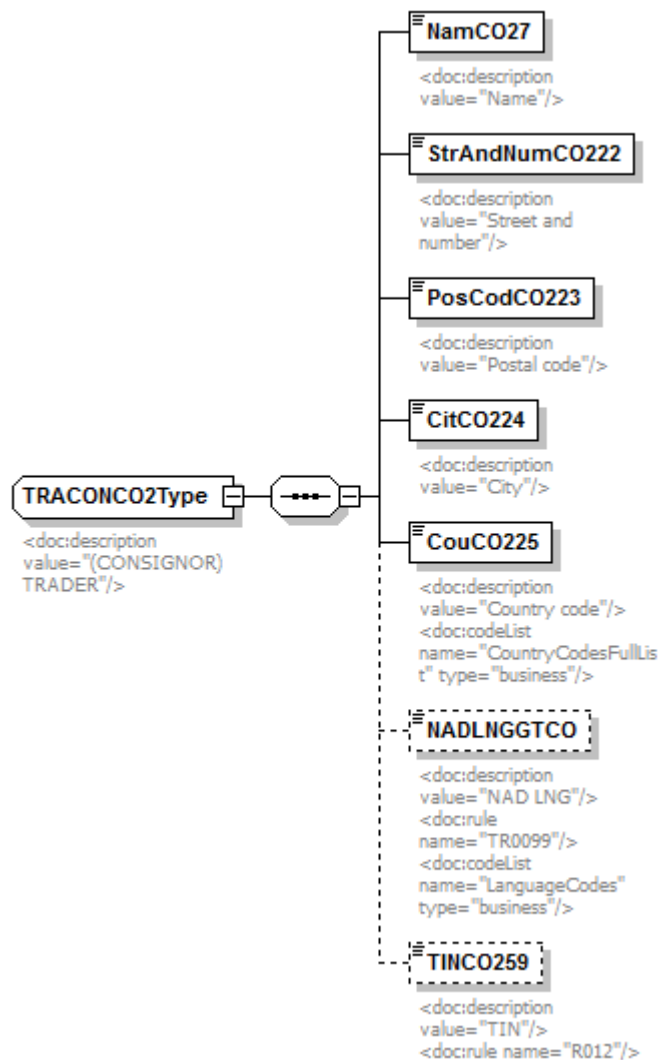 NamCO27
<doc:description
value="Name"/>
StrAndNumCO222
<doc:description
value="Street and
number"/>
PosCodCO223
<doc:description
value="Postal code"/>
CitCO224
<doc:description
value="City"/>
TRACONCO2Type
<doc:description
value="(CONSIGNOR)
TRADER"/>
CouCO225
<doc:description
value="Country code"/>
<doc:codeList
name="CountryCodesFullLis
t" type="business"/>
NADLNGGTCO
<doc:description
value="NAD LNG"/>
<doc:rule
name="TR0099"/>
<doc:codeList
name="LanguageCodes"
type="business"/>
TINCO259
<doc:description
value="TIN"/>
<doc:rule name="R012"/>